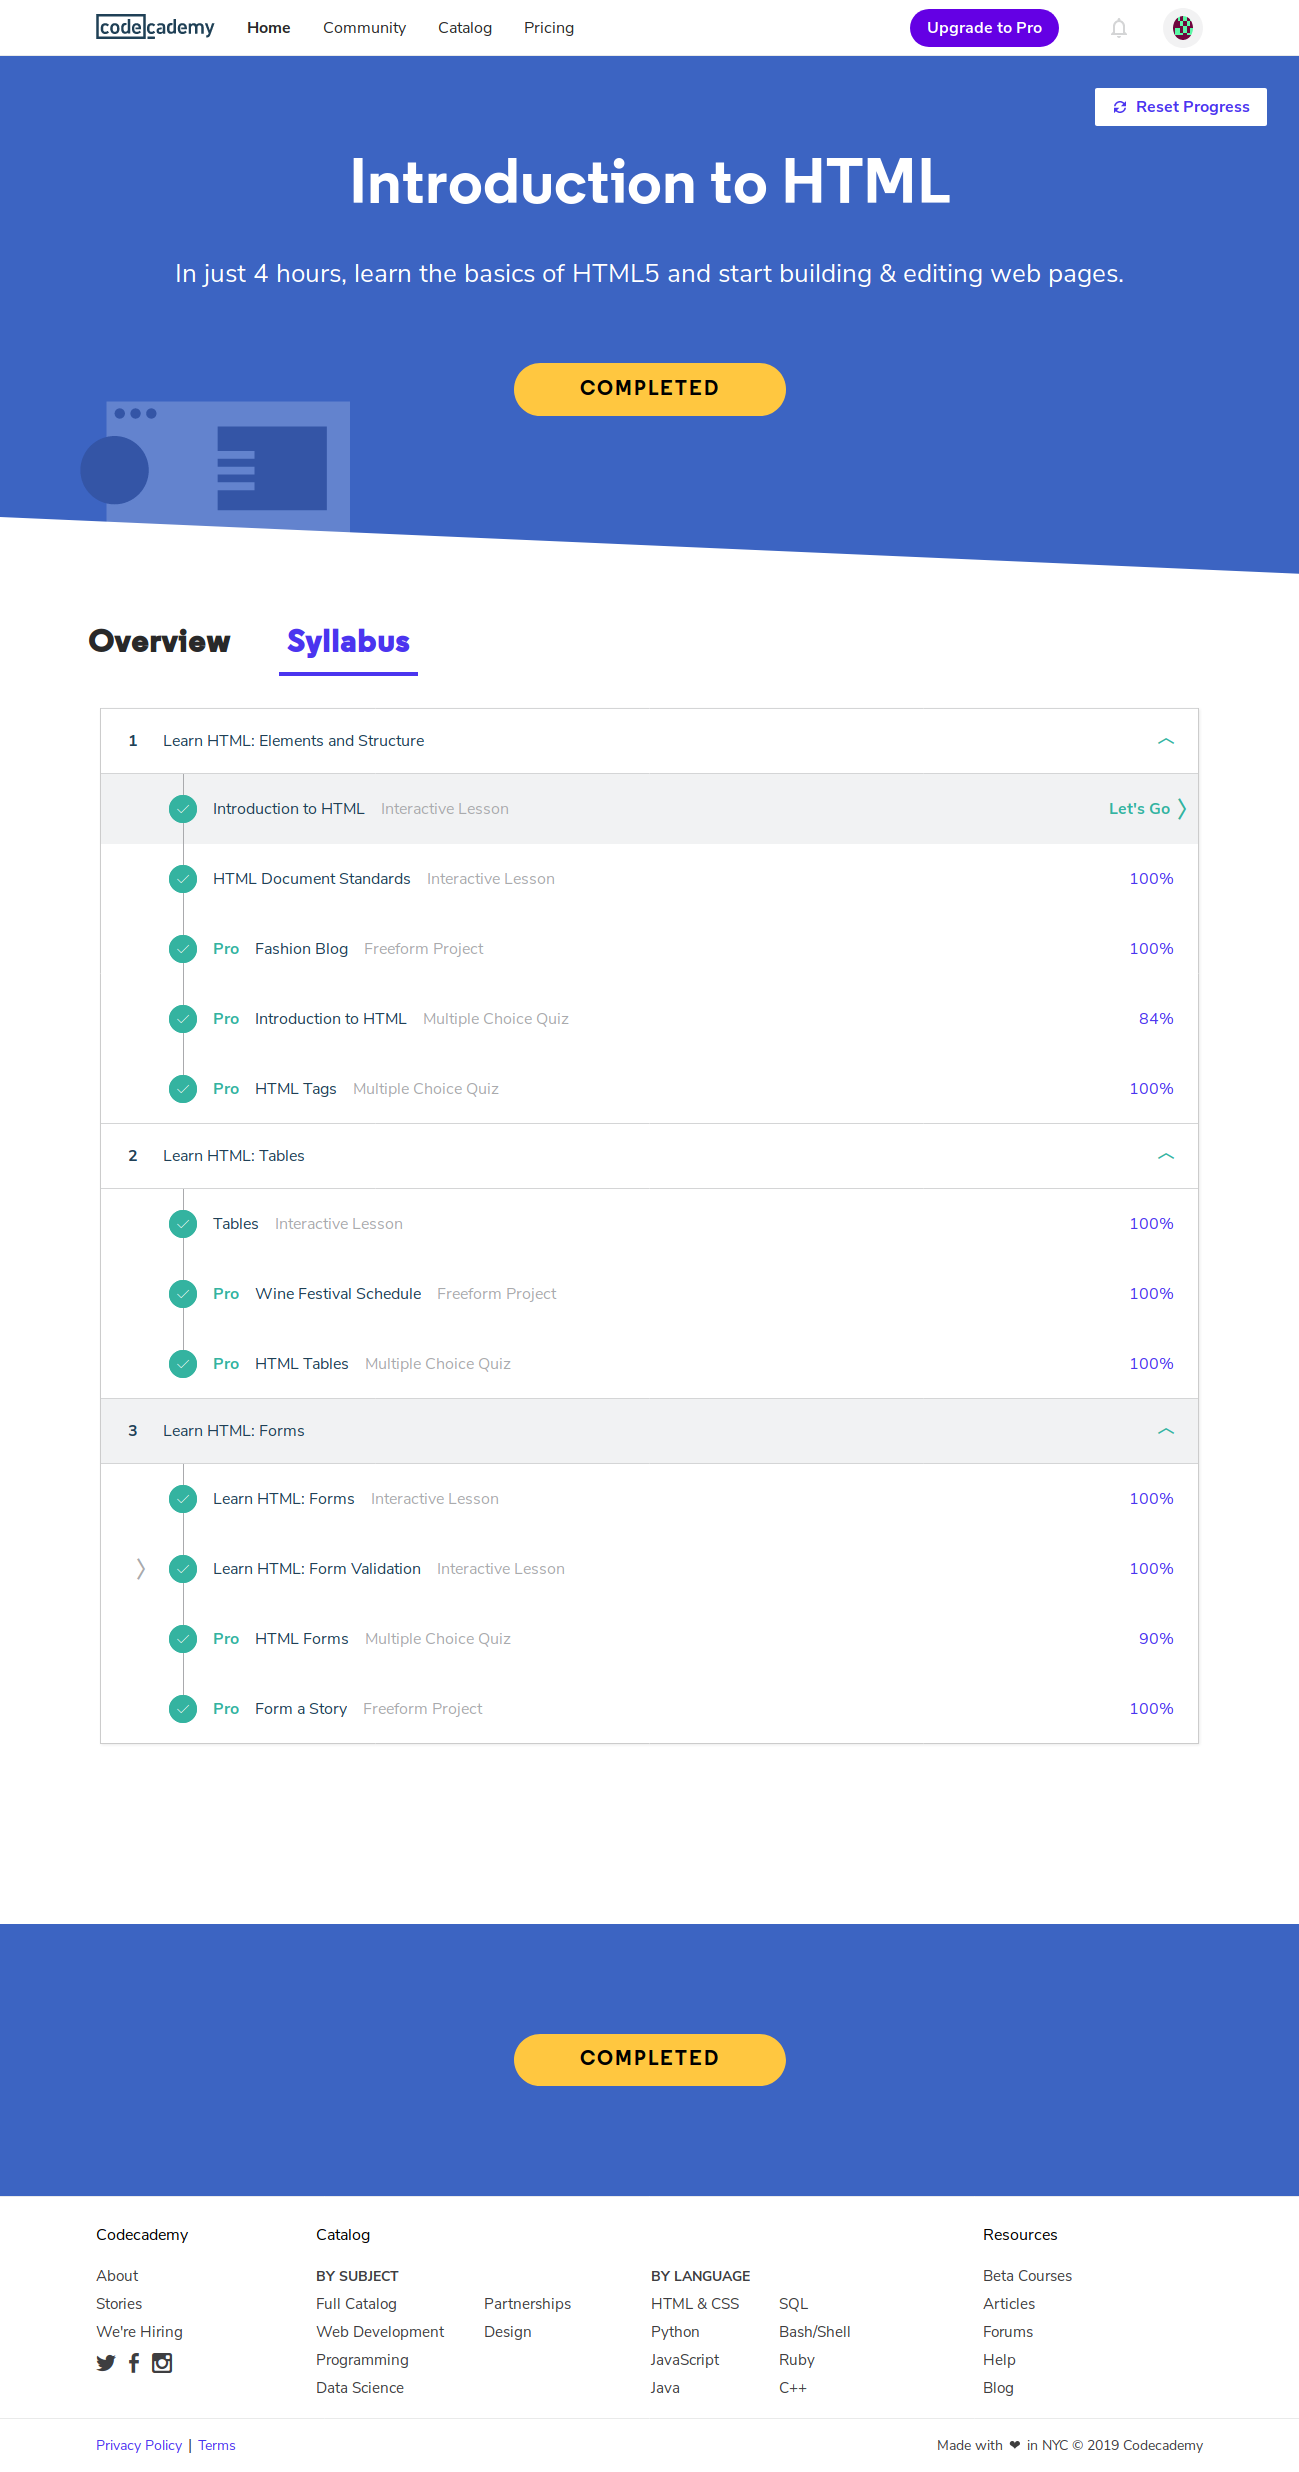 codecademy Home Community Catalog Pricing Upgrade to Pro
Reset Progress
Introduction to HTML
In just 4 hours, learn the basics of HTML5 and start building & editing web pages.
COMPLETED
Overview Syllabus
1 Learn HTML: Elements and Structure
Introduction to HTML Interactive Lesson Let's Go
HTML Document Standards Interactive Lesson 100%
Pro Fashion Blog Freeform Project 100%
Pro Introduction to HTML Multiple Choice Quiz 84%
Pro HTML Tags Multiple Choice Quiz 100%
2 Learn HTML: Tables
Tables Interactive Lesson 100%
Pro Wine Festival Schedule Freeform Project 100%
Pro HTML Tables Multiple Choice Quiz 100%
3 Learn HTML: Forms
Learn HTML: Forms Interactive Lesson 100%
Learn HTML: Form Validation Interactive Lesson 100%
Pro HTML Forms Multiple Choice Quiz 90%
Pro Form a Story Freeform Project 100%
COMPLETED
Codecademy Catalog Resources
About BY SUBJECT BY LANGUAGE Beta Courses
Stories Full Catalog Partnerships HTML & CSS SQL Articles
We're Hiring Web Development Design Python Bash/Shell Forums
Programming JavaScript Ruby Help
Data Science Java C++ Blog
Privacy Policy | Terms Made with ❤ in NYC © 2019 Codecademy